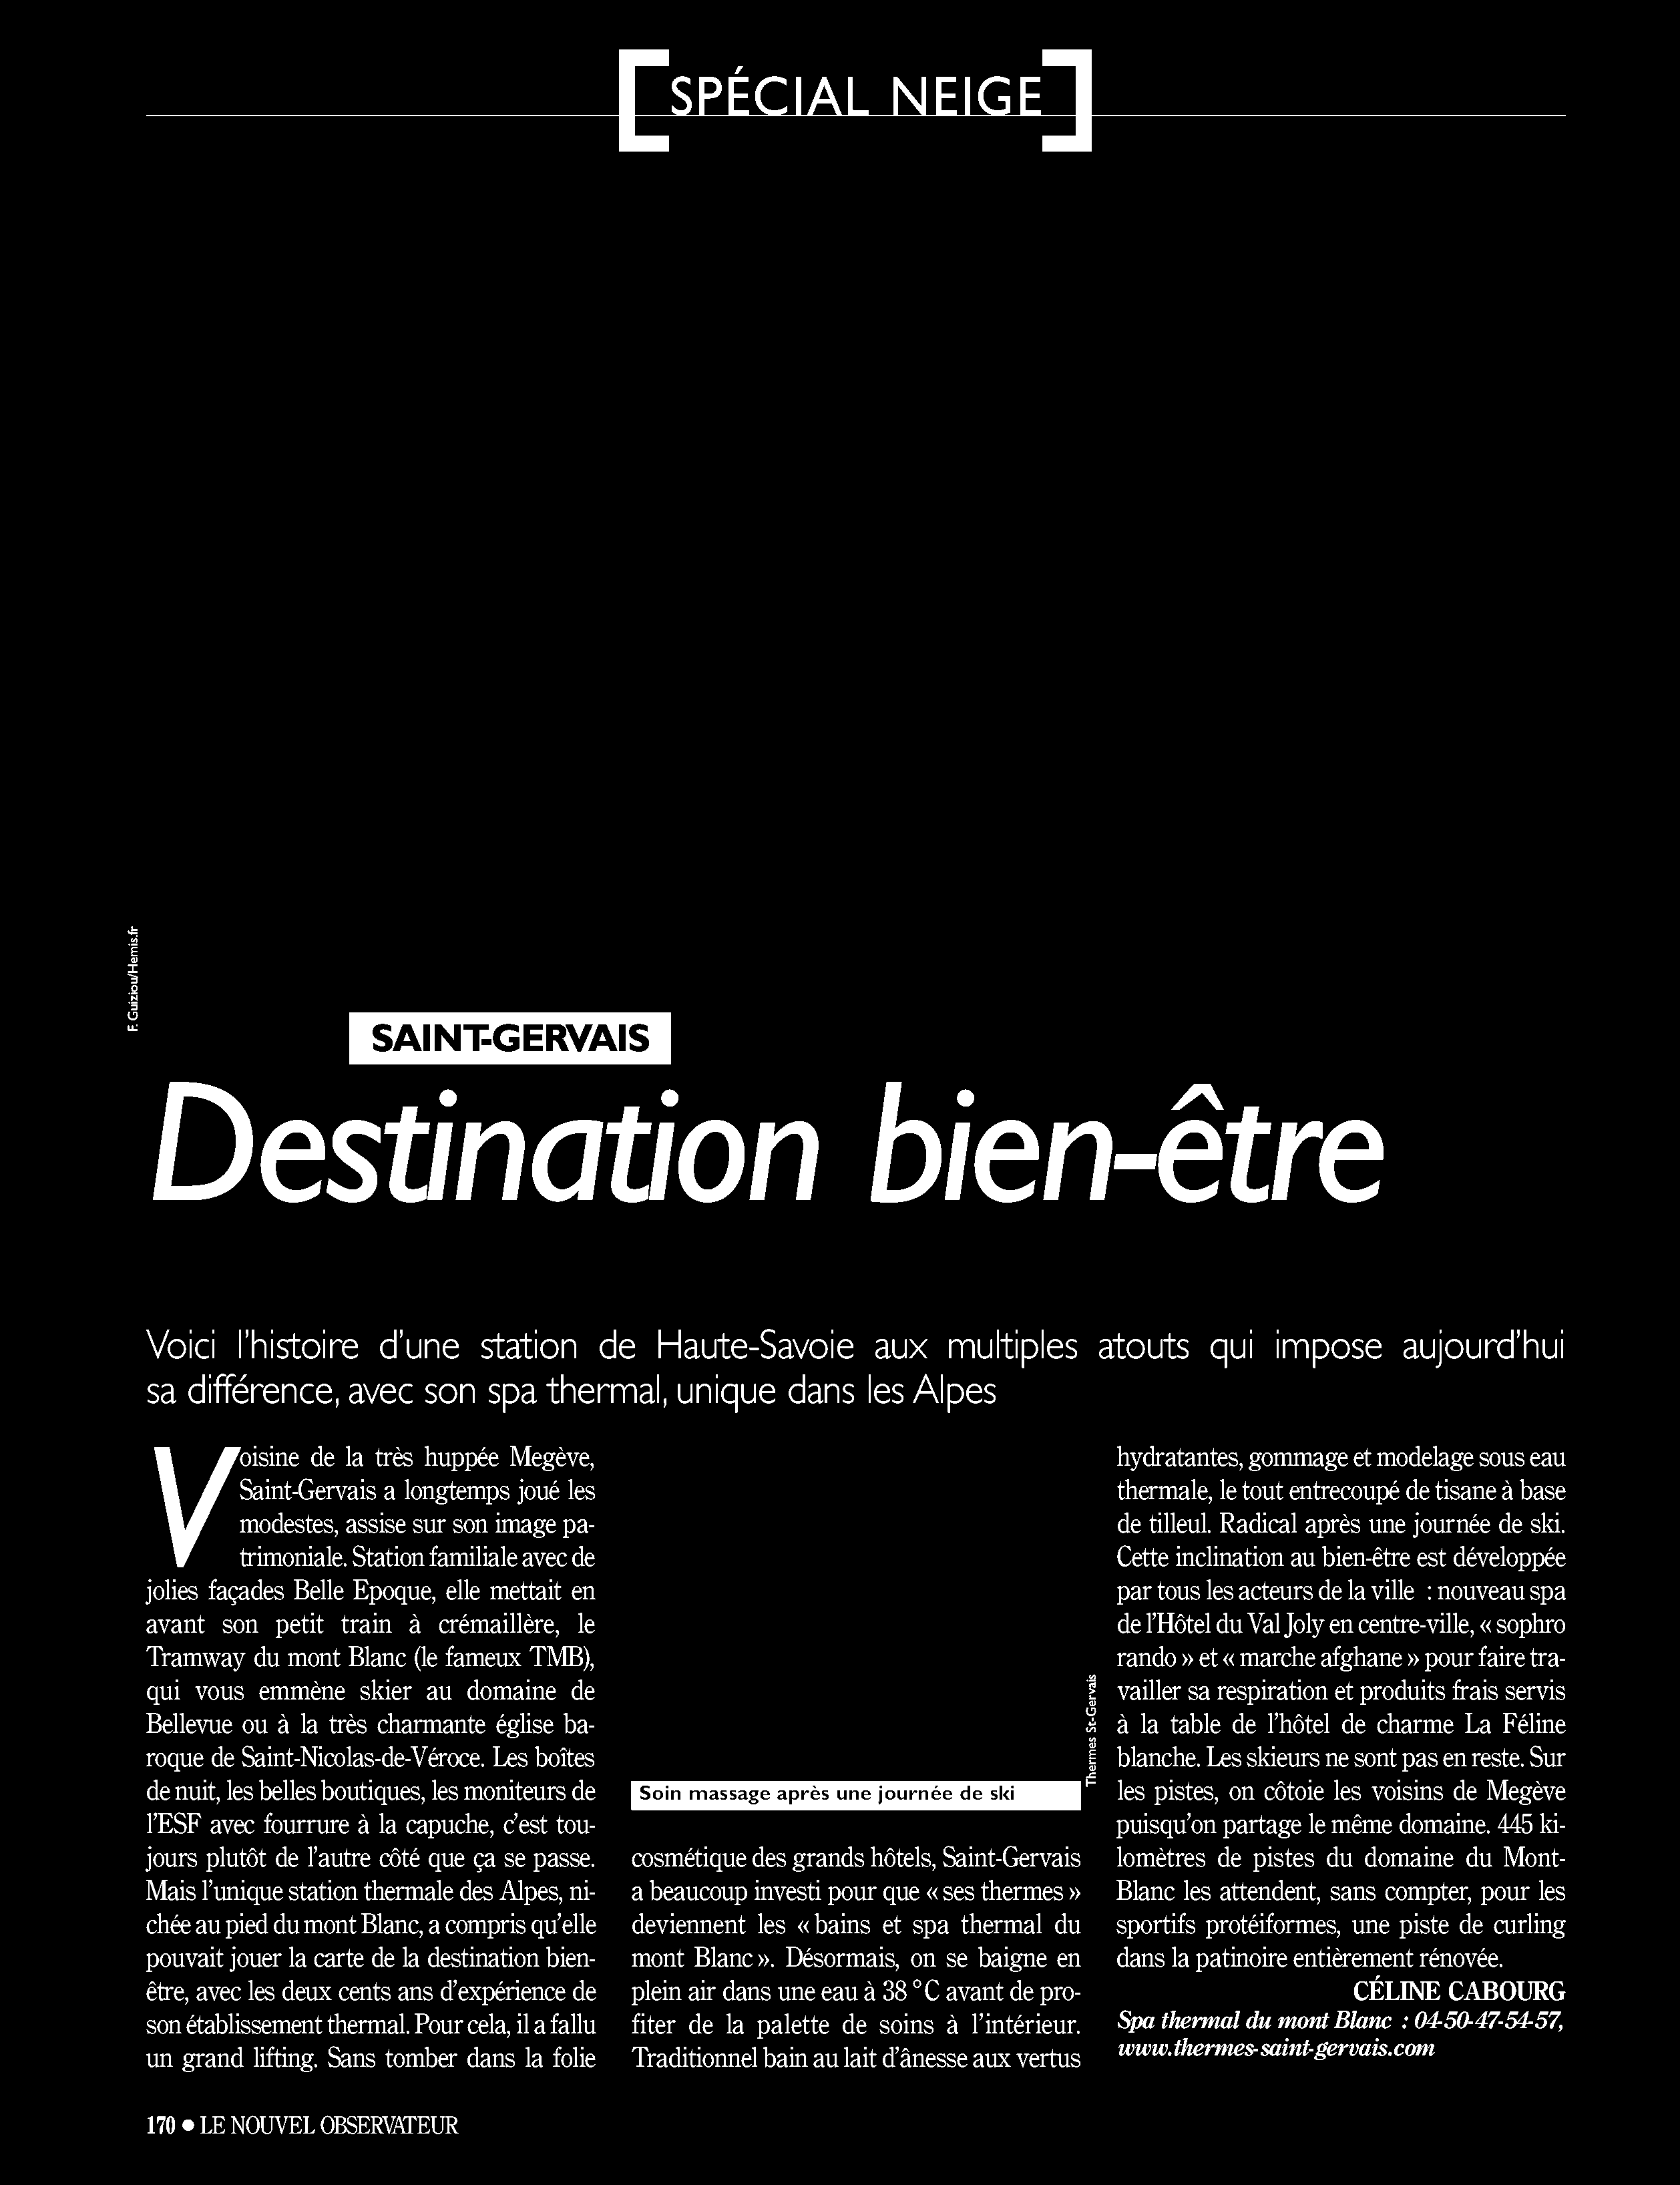 SPÉCIAL NEIGE
F. Guiziou/Hemis.fr
SAINT-GERVAIS
Destination bien-être
Voici l'histoire d'une station de Haute-Savoie aux multiples atouts qui impose aujourd'hui
sa différence, avec son spa thermal, unique dans les Alpes
Voisine de la très huppée Megève,
Saint-Gervais a longtemps joué les
modestes, assise sur son image pa-
trimoniale. Station familiale avec de
jolies façades Belle Epoque, elle mettait en
avant son petit train à crémaillère, le
Tramway du mont Blanc (le fameux TMB),
qui vous emmène skier au domaine de
Bellevue ou à la très charmante église ba-
roque de Saint-Nicolas-de-Véroce. Les boîtes
de nuit, les belles boutiques, les moniteurs de
l'ESF avec fourrure à la capuche, c'est tou-
jours plutôt de l'autre côté que ça se passe.
Mais l'unique station thermale des Alpes, ni-
chée au pied du mont Blanc, a compris qu'elle
pouvait jouer la carte de la destination bien-
être, avec les deux cents ans d'expérience de
son établissement thermal. Pour cela, il a fallu
un grand lifting. Sans tomber dans la folie
Thermes St-Gervais
Soin massage après une journée de ski
cosmétique des grands hôtels, Saint-Gervais
a beaucoup investi pour que « ses thermes »
deviennent les « bains et spa thermal du
mont Blanc ». Désormais, on se baigne en
plein air dans une eau à 38 °C avant de pro-
fiter de la palette de soins à l'intérieur.
Traditionnel bain au lait d'ânesse aux vertus
hydratantes, gommage et modelage sous eau
thermale, le tout entrecoupé de tisane à base
de tilleul. Radical après une journée de ski.
Cette inclination au bien-être est développée
par tous les acteurs de la ville : nouveau spa
de l'Hôtel du Val Joly en centre-ville, « sophro
rando » et « marche afghane » pour faire tra-
vailler sa respiration et produits frais servis
à la table de l'hôtel de charme La Féline
blanche. Les skieurs ne sont pas en reste. Sur
les pistes, on côtoie les voisins de Megève
puisqu'on partage le même domaine. 445 ki-
lomètres de pistes du domaine du Mont-
Blanc les attendent, sans compter, pour les
sportifs protéiformes, une piste de curling
dans la patinoire entièrement rénovée.
CÉLINE CABOURG
Spa thermal du mont Blanc : 04-50-47-54-57,
www.thermes-saint-gervais.com
170 ● LE NOUVEL OBSERVATEUR